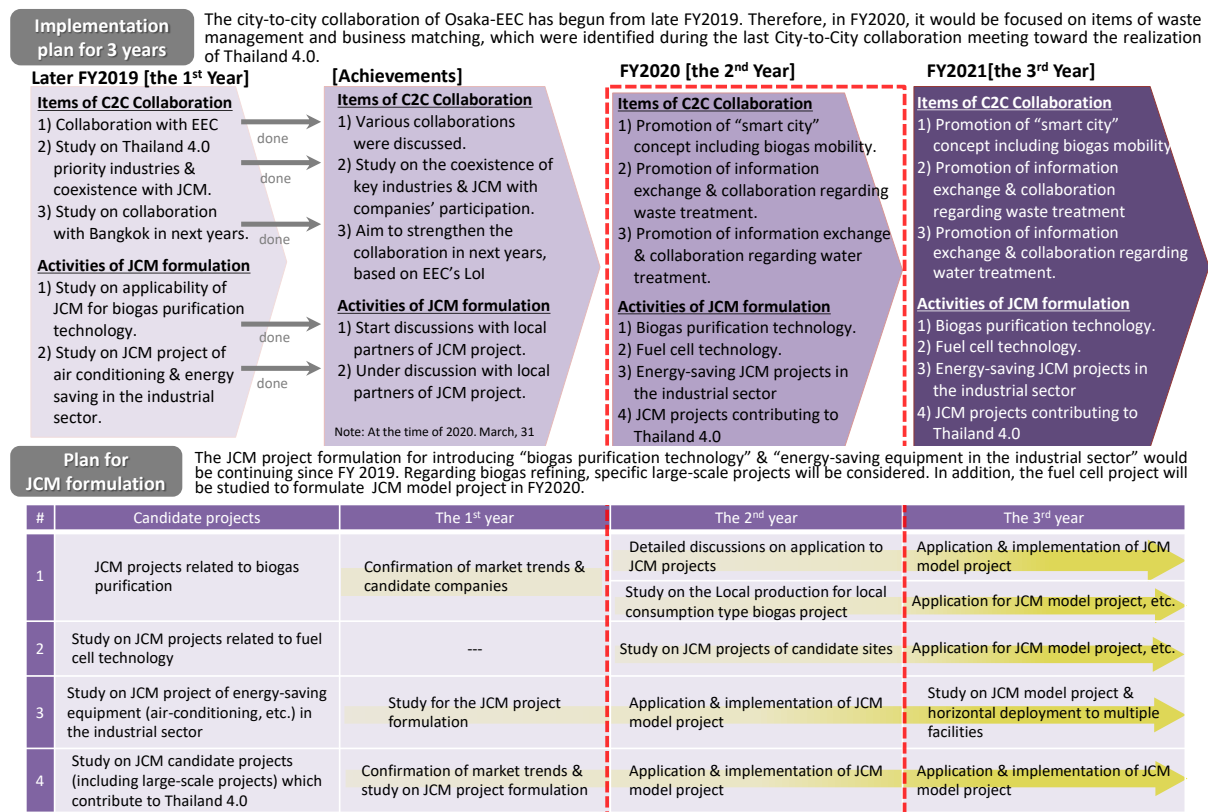 Implementation
plan for 3 years
The city-to-city collaboration of Osaka-EEC has begun from late FY2019. Therefore, in FY2020, it would be focused on items of waste
management and business matching, which were identified during the last City-to-City collaboration meeting toward the realization
of Thailand 4.0.
Later FY2019 [the 1st Year]
Items of C2C Collaboration
1) Collaboration with EEC
2) Study on Thailand 4.0
priority industries &
coexistence with JCM.
3) Study on collaboration
with Bangkok in next years.
Activities of JCM formulation
1) Study on applicability of
JCM for biogas purification
technology.
2) Study on JCM project of
air conditioning & energy
saving in the industrial
sector.
done
done
done
done
done
[Achievements]
Items of C2C Collaboration
1) Various collaborations
were discussed.
2) Study on the coexistence of
key industries & JCM with
companies' participation.
3) Aim to strengthen the
collaboration in next years,
based on EEC's LoI
Activities of JCM formulation
1) Start discussions with local
partners of JCM project.
2) Under discussion with local
partners of JCM project.
Note: At the time of 2020. March, 31
FY2020 [the 2nd Year]
Items of C2C Collaboration
1) Promotion of "smart city"
concept including biogas mobility.
2) Promotion of information
exchange & collaboration regarding
waste treatment.
3) Promotion of information exchange
& collaboration regarding water
treatment.
Activities of JCM formulation
1) Biogas purification technology.
2) Fuel cell technology.
3) Energy-saving JCM projects in
the industrial sector
4) JCM projects contributing to
Thailand 4.0
FY2021[the 3rd Year]
Items of C2C Collaboration
1) Promotion of "smart city"
concept including biogas mobility
2) Promotion of information
exchange & collaboration
regarding waste treatment
3) Promotion of information
exchange & collaboration regarding
water treatment.
Activities of JCM formulation
1) Biogas purification technology.
2) Fuel cell technology.
3) Energy-saving JCM projects in
the industrial sector
4) JCM projects contributing to
Thailand 4.0
Plan for
JCM formulation
The JCM project formulation for introducing "biogas purification technology" & "energy-saving equipment in the industrial sector" would
be continuing since FY 2019. Regarding biogas refining, specific large-scale projects will be considered. In addition, the fuel cell project will
be studied to formulate JCM model project in FY2020.
# Candidate projects The 1st year The 2nd year The 3rd year
1
JCM projects related to biogas
purification
Confirmation of market trends &
candidate companies
Detailed discussions on application to
JCM projects
Application & implementation of JCM
model project
Study on the Local production for local
consumption type biogas project
Application for JCM model project, etc.
2
Study on JCM projects related to fuel
cell technology
---
Study on JCM projects of candidate sites
Application for JCM model project, etc.
3
Study on JCM project of energy-saving
equipment (air-conditioning, etc.) in
the industrial sector
Study for the JCM project
formulation
Application & implementation of JCM
model project
Study on JCM model project &
horizontal deployment to multiple
facilities
4
Study on JCM candidate projects
(including large-scale projects) which
contribute to Thailand 4.0
Confirmation of market trends &
study on JCM project formulation
Application & implementation of JCM
model project
Application & implementation of JCM
model project